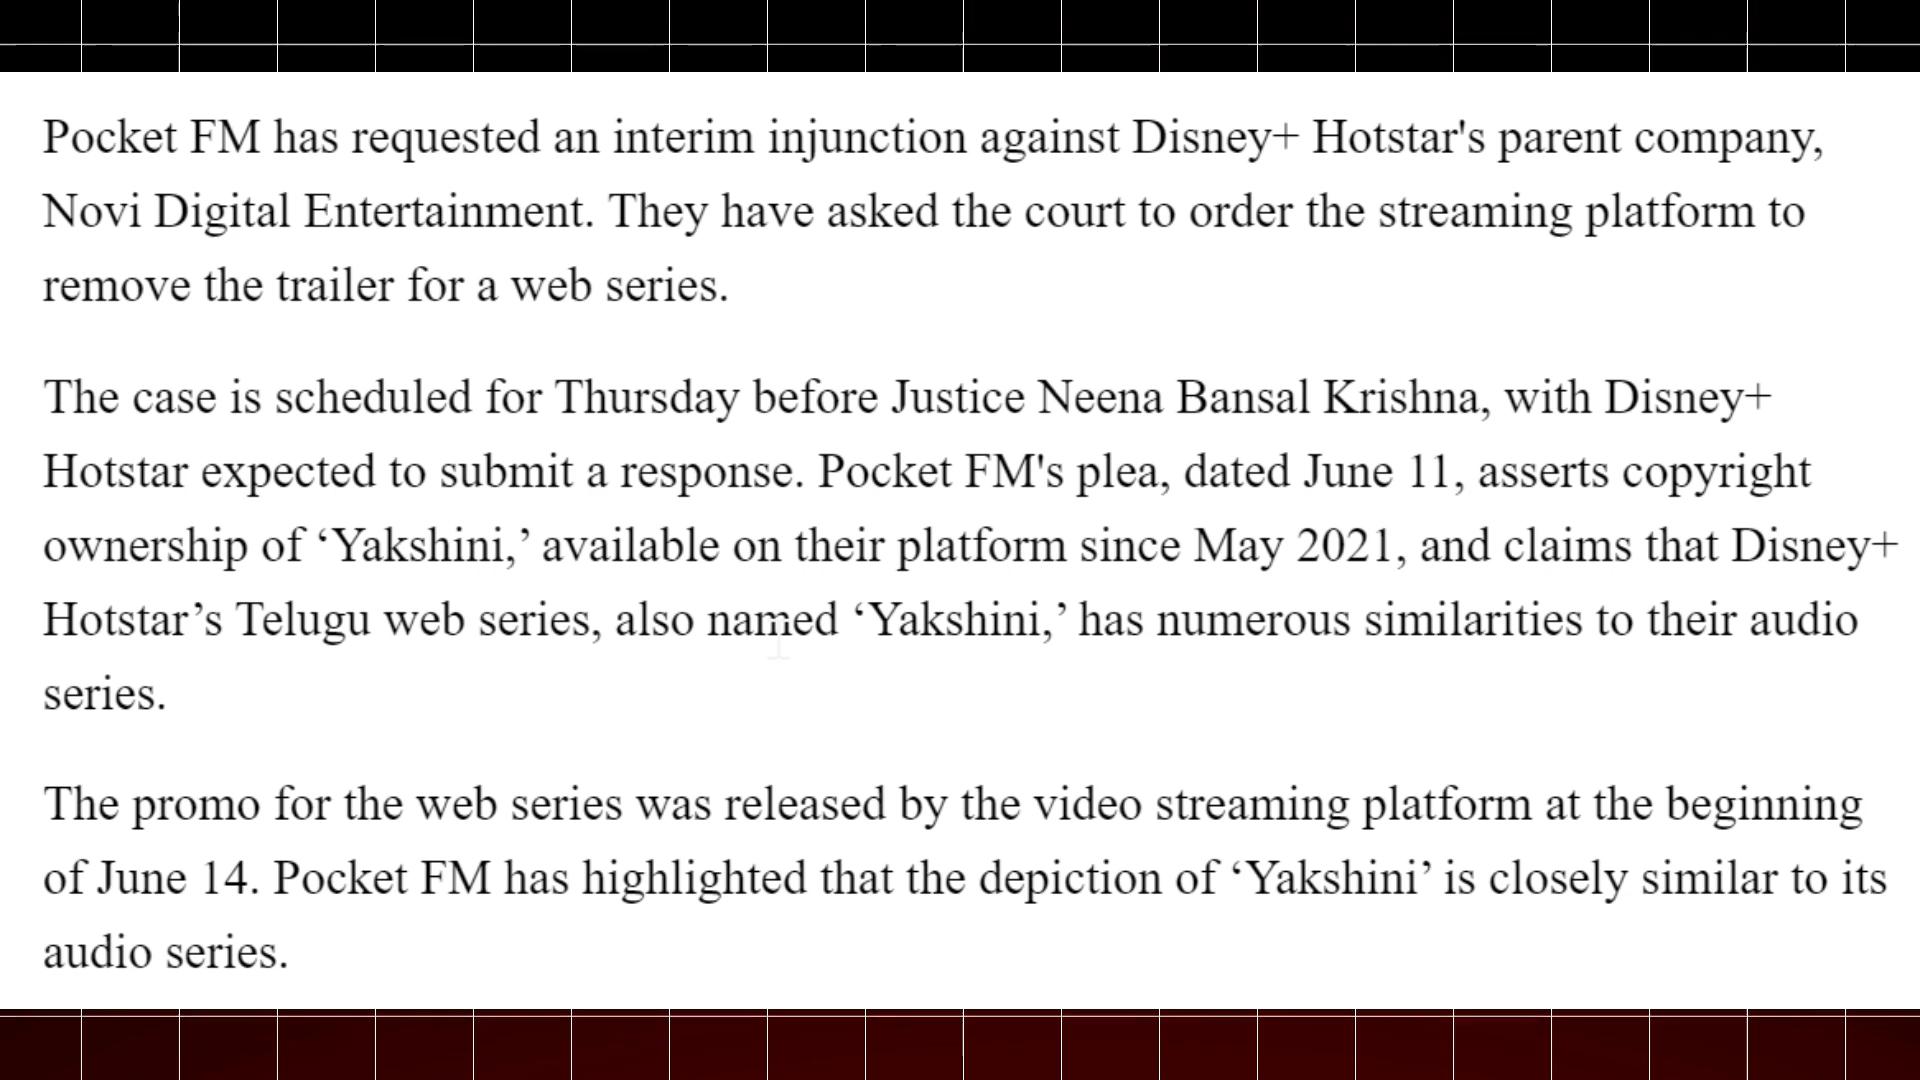 Pocket FM has requested an interim injunction against Disney+ Hotstar's parent company,
Novi Digital Entertainment. They have asked the court to order the streaming platform to
remove the trailer for a web series.
The case is scheduled for Thursday before Justice Neena Bansal Krishna, with Disney+
Hotstar expected to submit a response. Pocket FM's plea, dated June 11, asserts copyright
ownership of ‘Yakshini,’ available on their platform since May 2021, and claims that Disney+
Hotstar’s Telugu web series, also named ‘Yakshini,’ has numerous similarities to their audio
series.
The promo for the web series was released by the video streaming platform at the beginning
of June 14. Pocket FM has highlighted that the depiction of ‘Yakshini’ is closely similar to its
audio series.